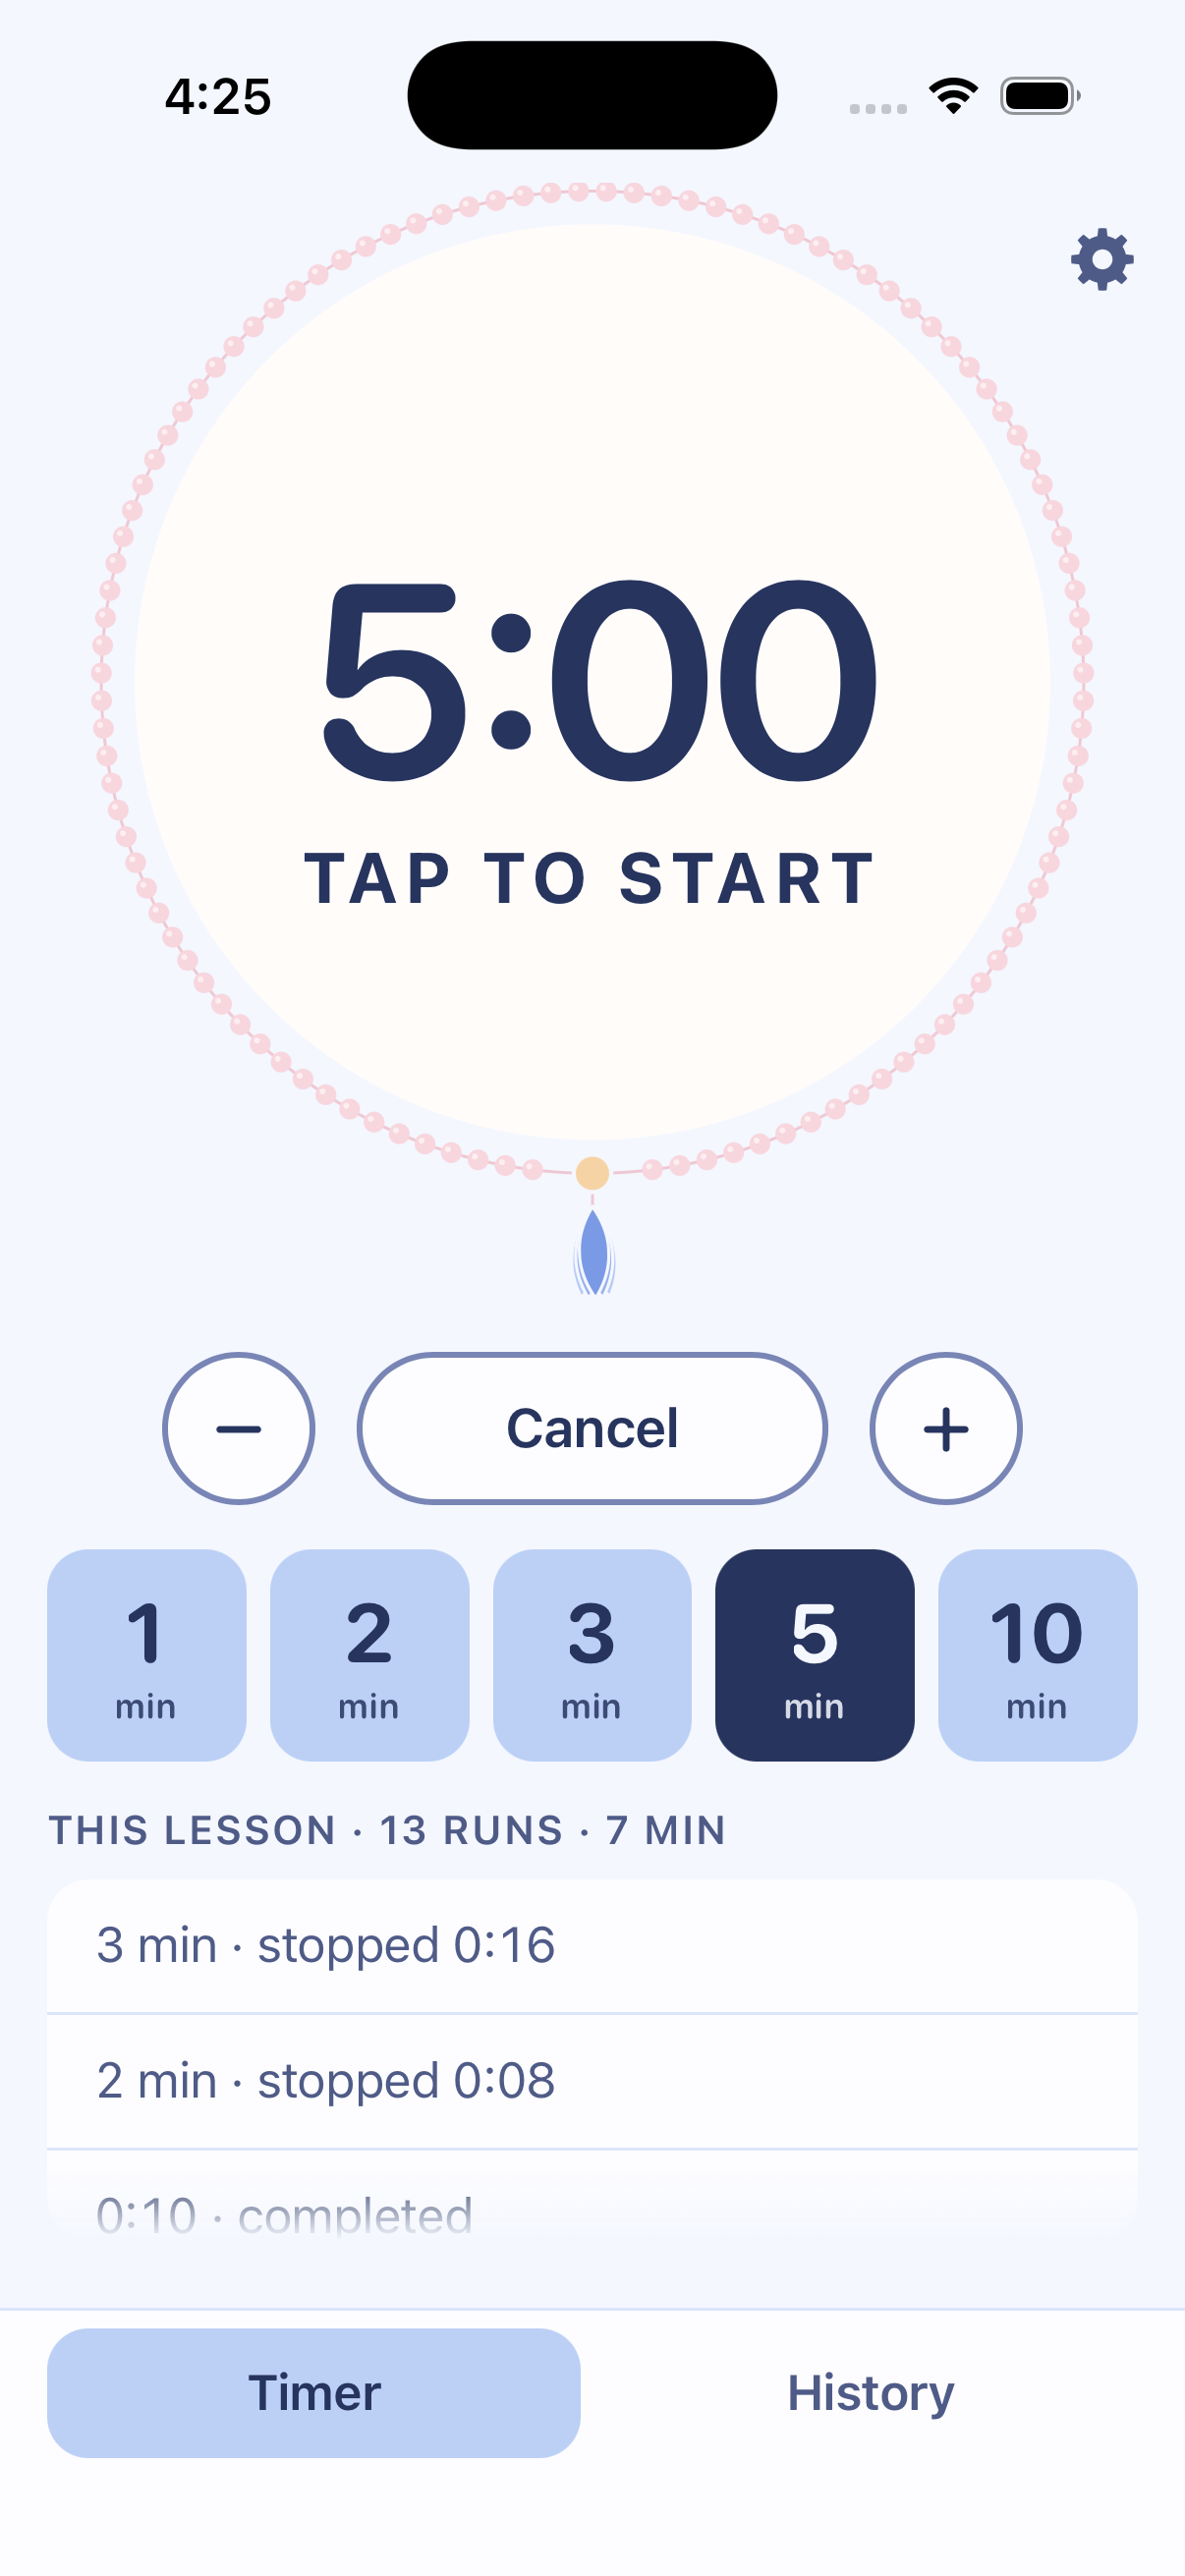 4:25
5:00
TAP TO START
− Cancel +
1 2 3 5 10
min min min min min
THIS LESSON · 13 RUNS · 7 MIN
3 min · stopped 0:16
2 min · stopped 0:08
0:10 · completed
Timer History